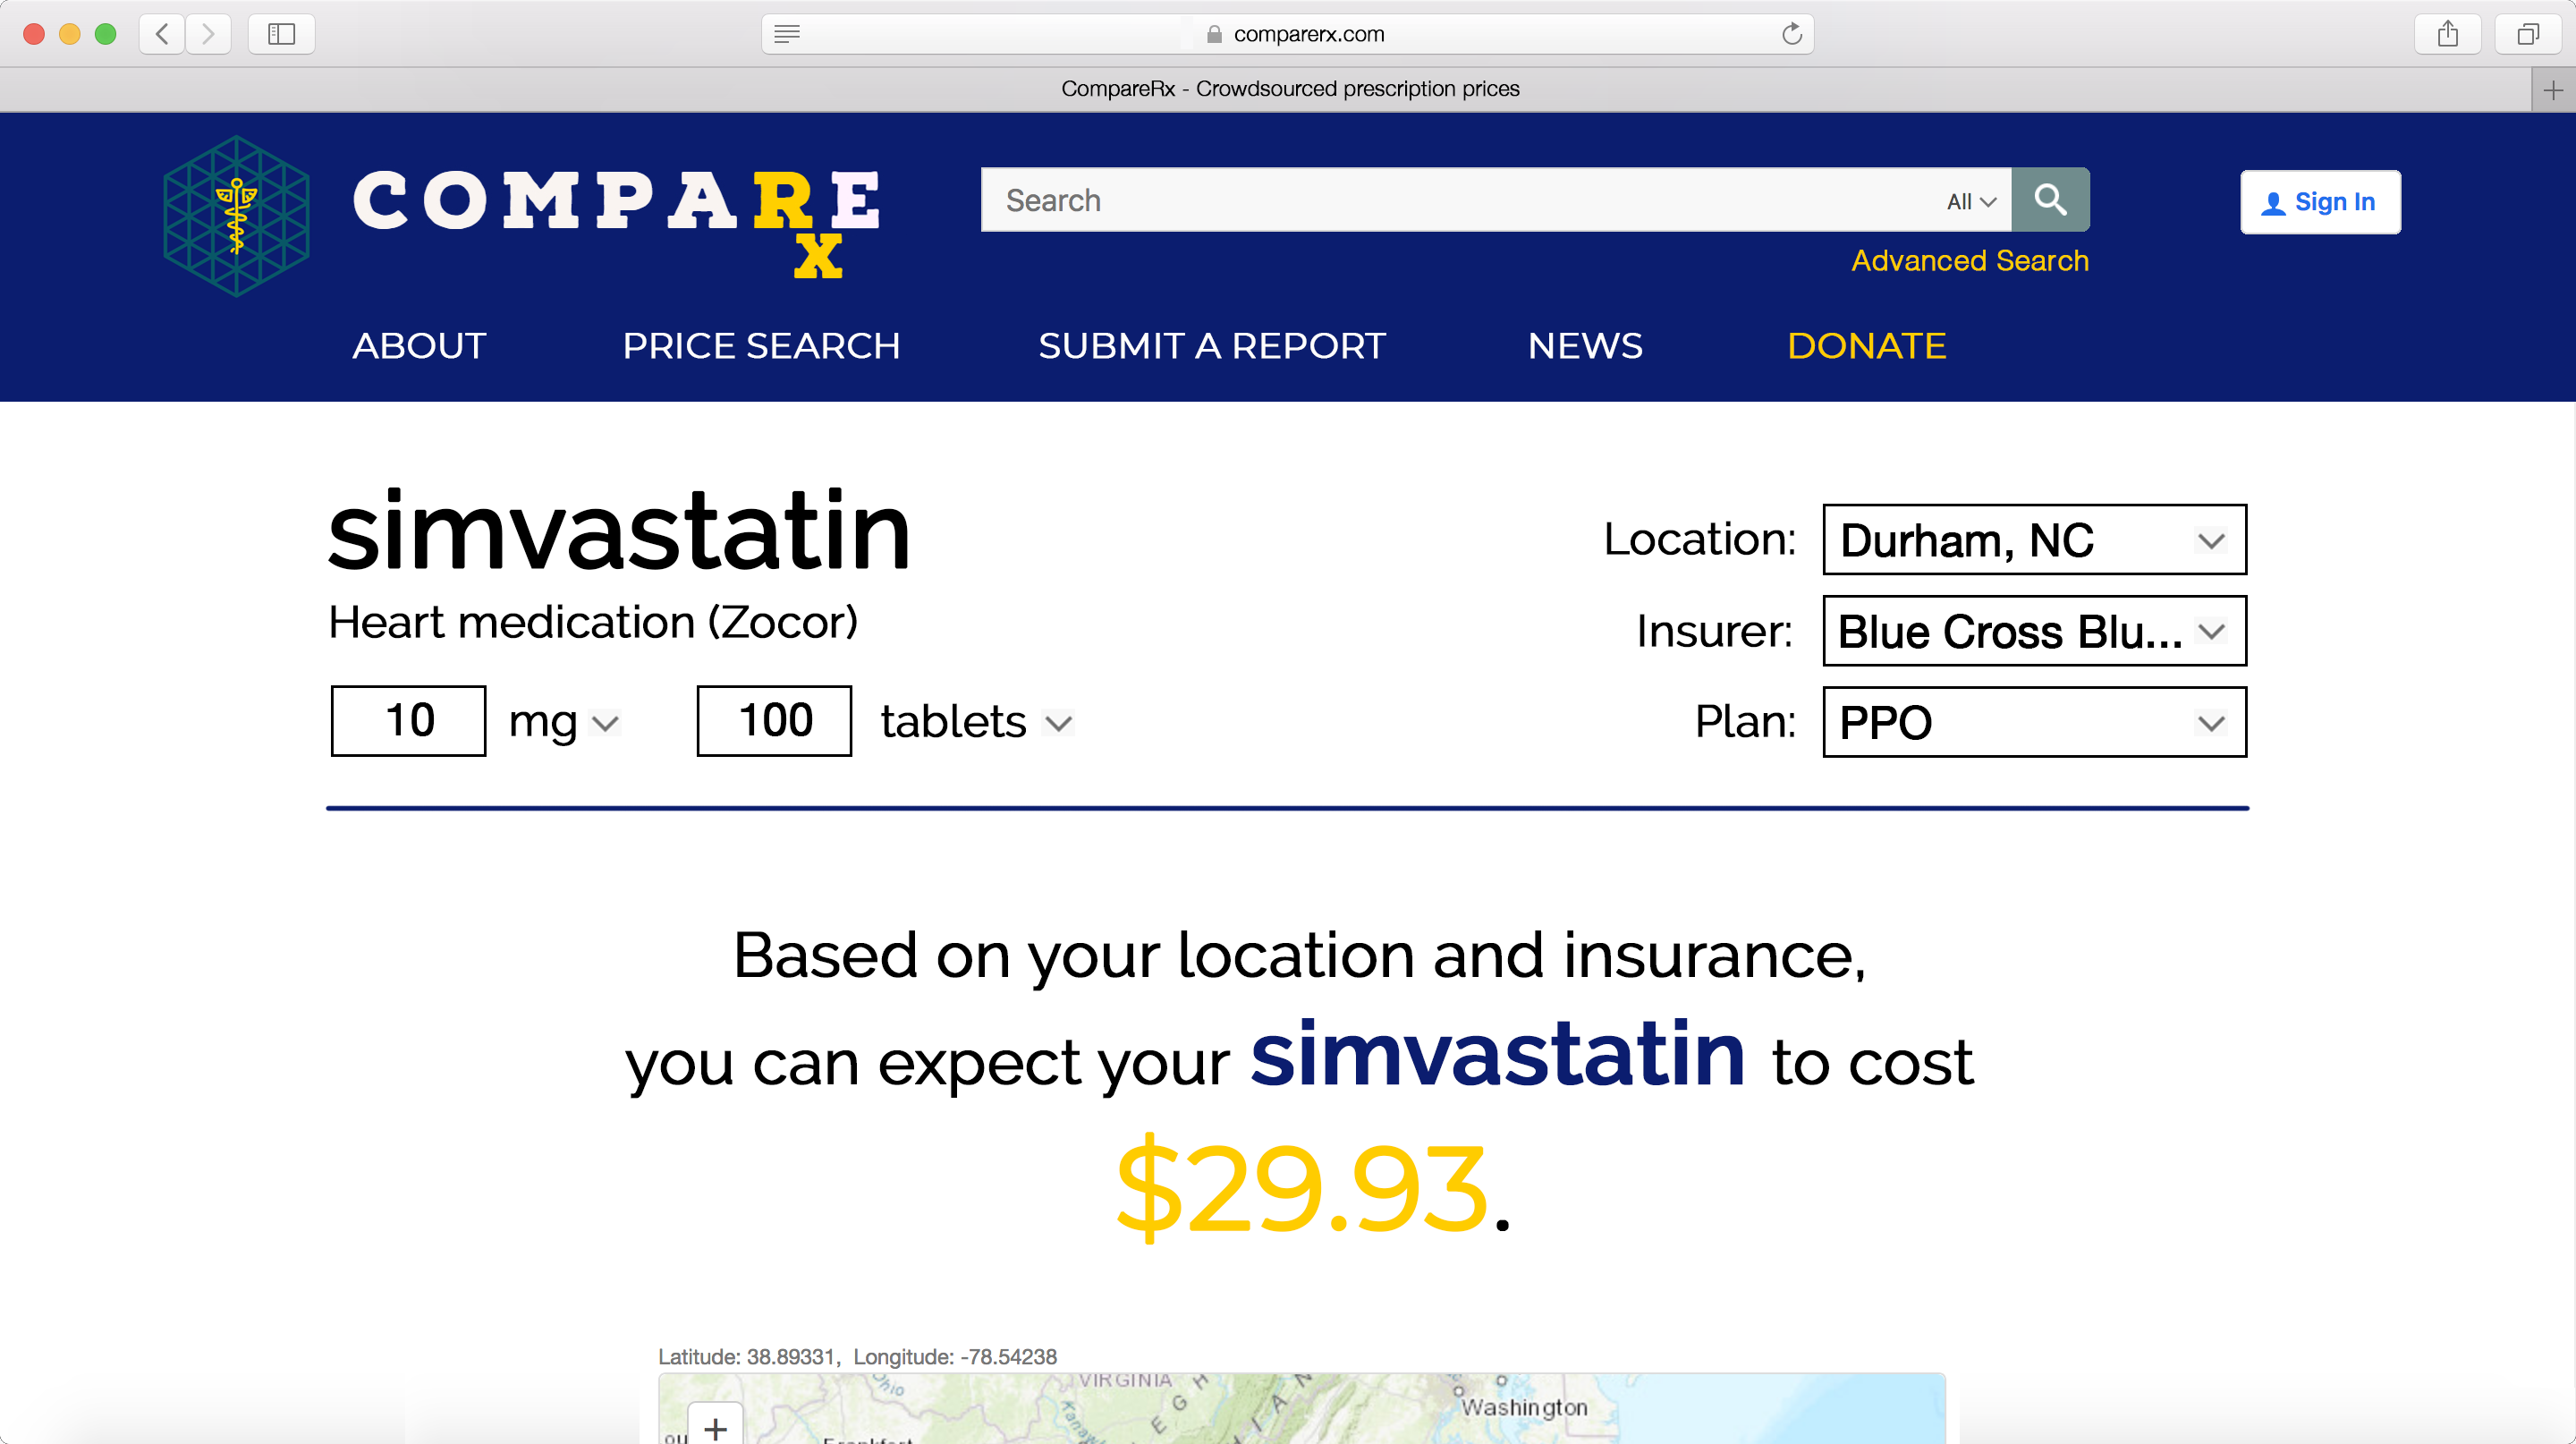 comparerx.com
CompareRx - Crowdsourced prescription prices
COMPARE
x
Search
All
Sign In
Advanced Search
ABOUT
PRICE SEARCH
SUBMIT A REPORT
NEWS
DONATE
simvastatin
Heart medication (Zocor)
10 mg 100 tablets
Location: Durham, NC
Insurer: Blue Cross Blu...
Plan: PPO
Based on your location and insurance,
you can expect your simvastatin to cost
$29.93.
Latitude: 38.89331, Longitude: -78.54238
Ohio
VIRGINIA
Washington
+